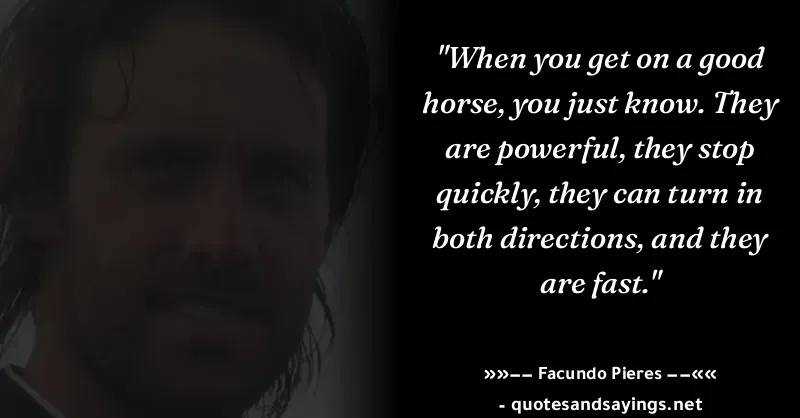 "When you get on a good
horse, you just know. They
are powerful, they stop
quickly, they can turn in
both directions, and they
are fast."
»»−− Facundo Pieres −−««
- quotesandsayings.net